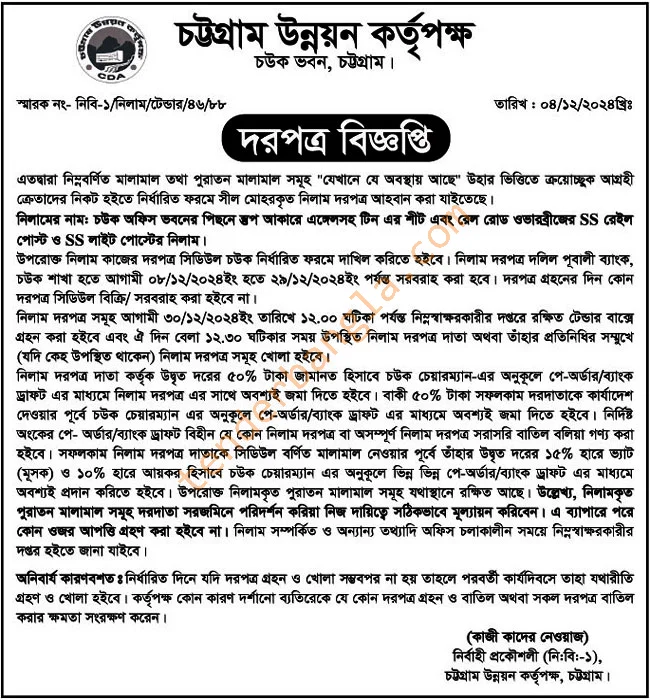 চট্টগ্রাম উন্নয়ন কর্তৃপক্ষ
CDA
চউক ভবন, চট্টগ্রাম।
স্মারক নং- নিবি-১/নিলাম/টেন্ডার/৪৬/৮৮
তারিখ : ০৪/১২/২০২৪খ্রিঃ
দরপত্র বিজ্ঞপ্তি
এতদ্বারা নিম্নবর্ণিত মালামাল তথা পুরাতন মালামাল সমূহ "যেখানে যে অবস্থায় আছে" উহার ভিত্তিতে ক্রয়োচ্ছুক আগ্রহী
ক্রেতাদের নিকট হইতে নির্ধারিত ফরমে সীল মোহরকৃত নিলাম দরপত্র আহবান করা যাইতেছে।
নিলামের নাম: চউক অফিস ভবনের পিছনে স্তুপ আকারে এঙ্গেলসহ টিন এর শীট এবং রেল রোড ওভারব্রীজের SS রেইল
পোস্ট ও SS লাইট পোস্টের নিলাম।
উপরোক্ত নিলাম কাজের দরপত্র সিডিউল চউক নির্ধারিত ফরমে দাখিল করিতে হইবে। নিলাম দরপত্র দলিল পূবালী ব্যাংক,
চউক শাখা হতে আগামী ০৮/১২/২০২৪ইং হতে ২৯/১২/২০২৪ইং পর্যন্ত সরবরাহ করা হবে। দরপত্র গ্রহনের দিন কোন
দরপত্র সিডিউল বিক্রি/ সরবরাহ করা হইবে না।
নিলাম দরপত্র সমূহ আগামী ৩০/১২/২০২৪ইং তারিখে ১২.০০ ঘটিকা পর্যন্ত নিম্নস্বাক্ষরকারীর দপ্তরে রক্ষিত টেন্ডার বাক্সে
গ্রহন করা হইবে এবং ঐ দিন বেলা ১২.৩০ ঘটিকার সময় উপস্থিত নিলাম দরপত্র দাতা অথবা তাঁহার প্রতিনিধির সম্মুখে
(যদি কেহ উপস্থিত থাকেন) নিলাম দরপত্র সমূহ খোলা হইবে।
নিলাম দরপত্র দাতা কর্তৃক উদ্ধৃত দরের ৫০% টাকা জামানত হিসাবে চউক চেয়ারম্যান-এর অনুকূলে পে-অর্ডার/ব্যাংক
ড্রাফট এর মাধ্যমে নিলাম দরপত্র এর সাথে অবশ্যই জমা দিতে হইবে। বাকী ৫০% টাকা সফলকাম দরদাতাকে কার্যাদেশ
দেওয়ার পূর্বে চউক চেয়ারম্যান এর অনুকূলে পে-অর্ডার/ব্যাংক ড্রাফট এর মাধ্যমে অবশ্যই জমা দিতে হইবে। নির্দিষ্ট
অংকের পে- অর্ডার/ব্যাংক ড্রাফট বিহীন যে কোন নিলাম দরপত্র বা অসম্পূর্ণ নিলাম দরপত্র সরাসরি বাতিল বলিয়া গণ্য করা
হইবে। সফলকাম নিলাম দরপত্র দাতাকে সিডিউল বর্ণিত মালামাল নেওয়ার পূর্বে তাঁহার উদ্ধৃত দরের ১৫% হারে ভ্যাট
(মূসক) ও ১০% হারে আয়কর হিসাবে চউক চেয়ারম্যান এর অনুকূলে ভিন্ন ভিন্ন পে-অর্ডার/ব্যাংক ড্রাফট এর মাধ্যমে
অবশ্যই প্রদান করিতে হইবে। উপরোক্ত নিলামকৃত পুরাতন মালামাল সমূহ যথাস্থানে রক্ষিত আছে। উল্লেখ্য, নিলামকৃত
পুরাতন মালামাল সমূহ দরদাতা সরজমিনে পরিদর্শন করিয়া নিজ দায়িত্বে সঠিকভাবে মূল্যায়ন করিবেন। এ ব্যাপারে পরে
কোন ওজর আপত্তি গ্রহণ করা হইবে না। নিলাম সম্পর্কিত ও অন্যান্য তথ্যাদি অফিস চলাকালীন সময়ে নিম্নস্বাক্ষরকারীর
দপ্তর হইতে জানা যাইবে।
অনিবার্য কারণবশত : নির্ধারিত দিনে যদি দরপত্র গ্রহন ও খোলা সম্ভবপর না হয় তাহলে পরবর্তী কার্যদিবসে তাহা যথারীতি
গ্রহণ ও খোলা হইবে। কর্তৃপক্ষ কোন কারণ দর্শানো ব্যতিরেকে যে কোন দরপত্র গ্রহন ও বাতিল অথবা সকল দরপত্র বাতিল
করার ক্ষমতা সংরক্ষণ করেন।
(কাজী কাদের নেওয়াজ)
নির্বাহী প্রকৌশলী (নি:বি:-১),
চট্টগ্রাম উন্নয়ন কর্তৃপক্ষ, চট্টগ্রাম।
tenderbangla.com